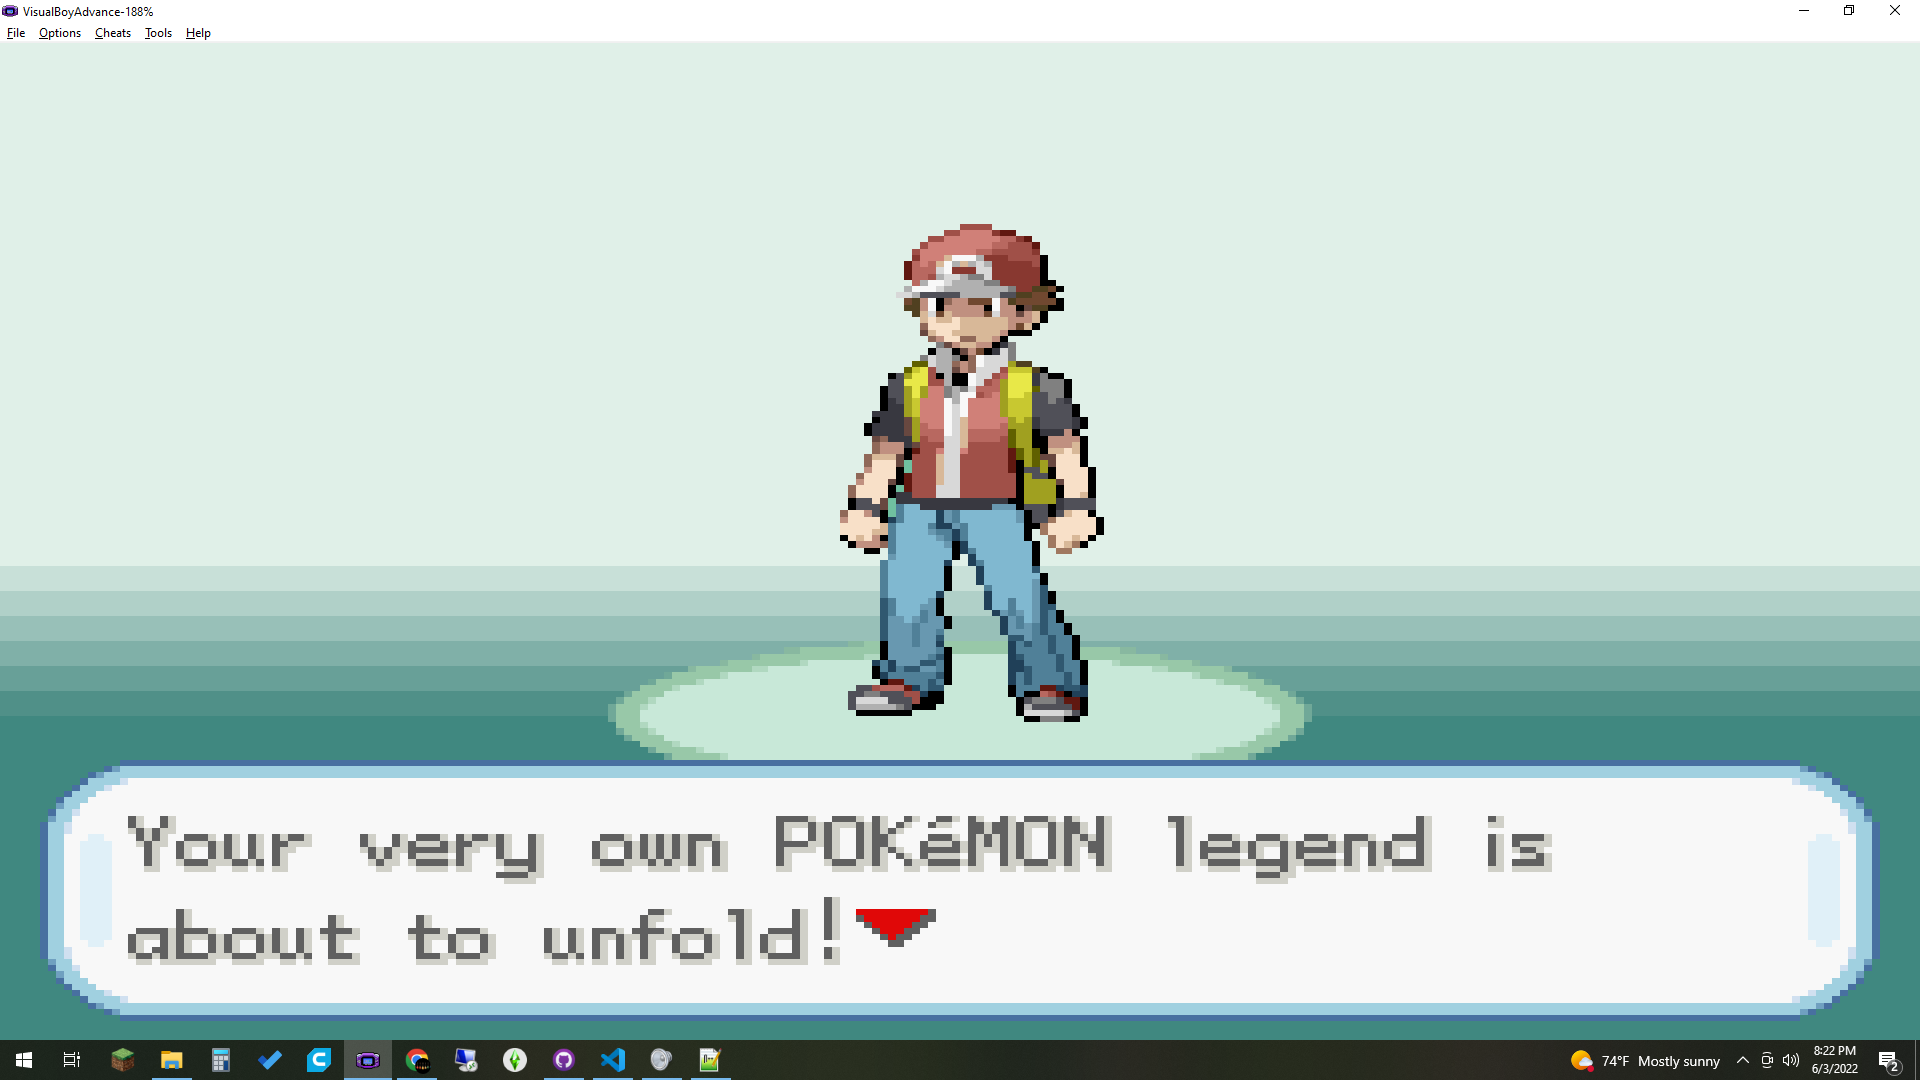 VisualBoyAdvance-188%
File Options Cheats Tools Help
Your very own POKéMON legend is
about to unfold!
74°F Mostly sunny
8:22 PM
6/3/2022
2